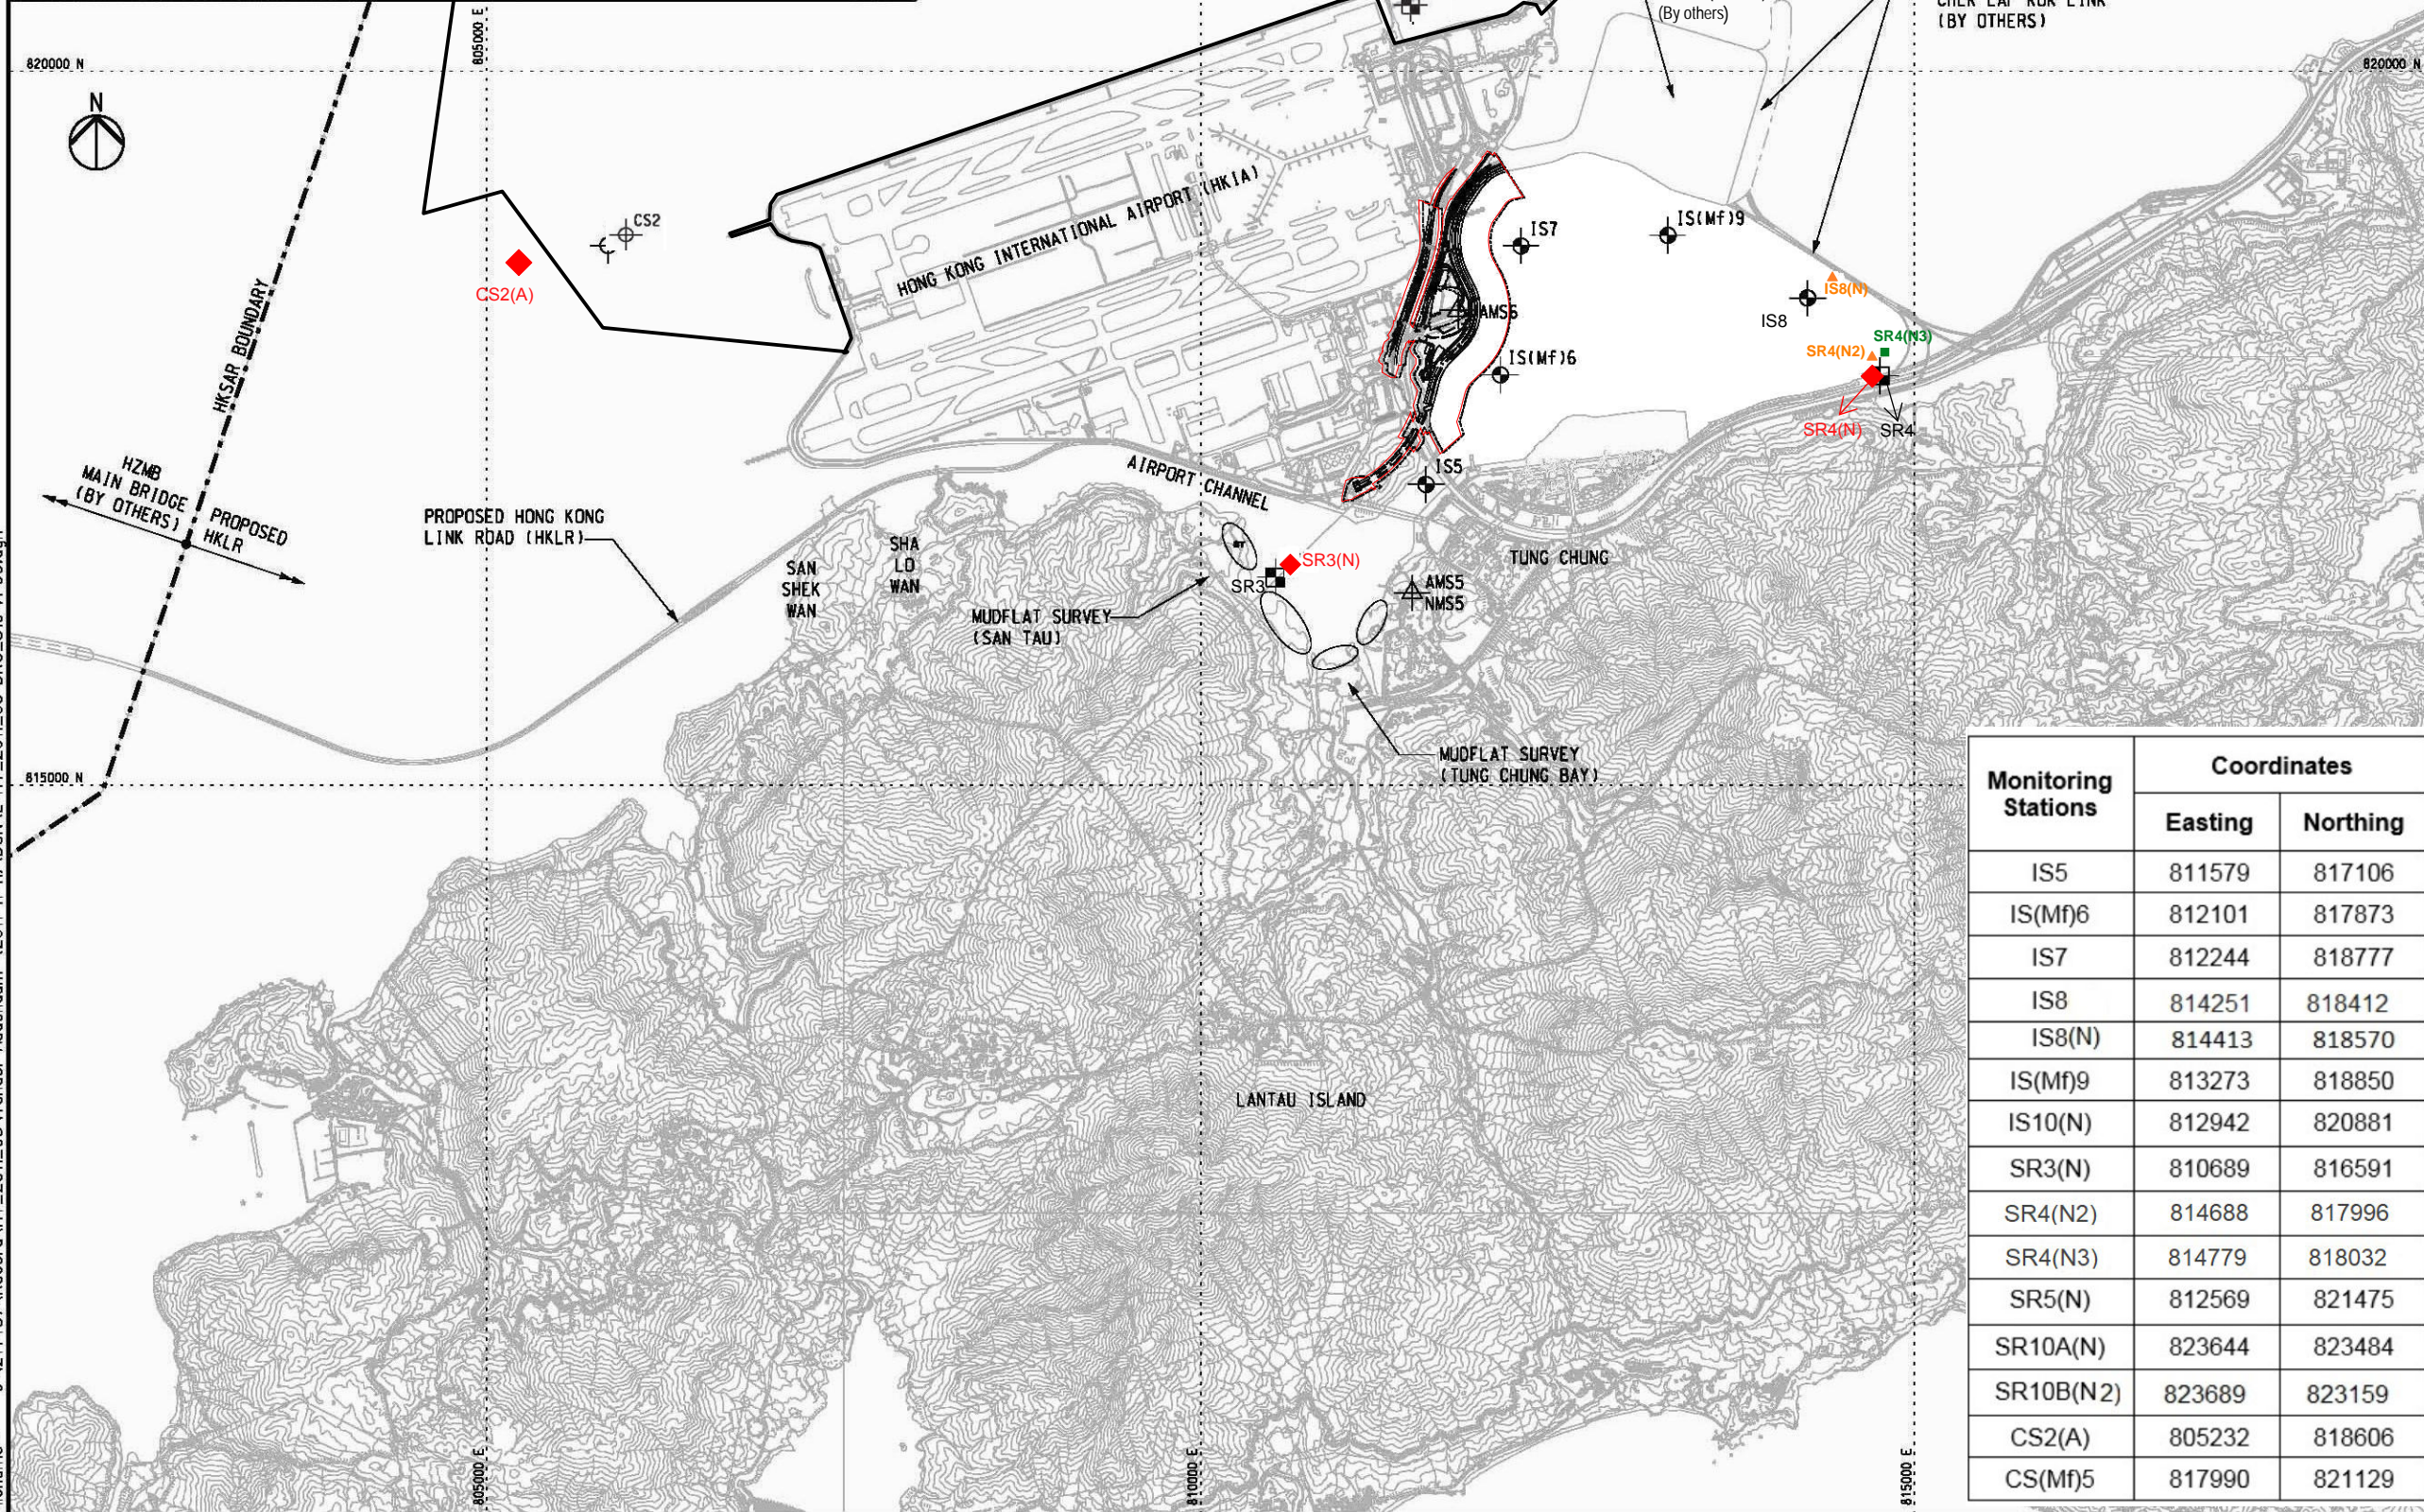 (By others)
(BY OTHERS)
805000 E
820000 N
820000 N
N
CS2
CS2(A)
HONG KONG INTERNATIONAL AIRPORT (HKIA)
IS7
IS(Mf)9
IS8(N)
IS8
AMS6
SR4(N3)
SR4(N2)
IS(Mf)6
SR4(N)
SR4
HKSAR BOUNDARY
HZMB
MAIN BRIDGE
(BY OTHERS)
PROPOSED
HKLR
AIRPORT CHANNEL
IS5
PROPOSED HONG KONG
LINK ROAD (HKLR)
SHA
LO
WAN
SAN
SHEK
WAN
ST
SR3(N)
SR3
TUNG CHUNG
AMS5
NMS5
MUDFLAT SURVEY
(SAN TAU)
MUDFLAT SURVEY
(TUNG CHUNG BAY)
815000 N
LANTAU ISLAND
805000 E
810000 E
815000 E
Monitoring Stations
Coordinates
Easting Northing
IS5 811579 817106
IS(Mf)6 812101 817873
IS7 812244 818777
IS8 814251 818412
IS8(N) 814413 818570
IS(Mf)9 813273 818850
IS10(N) 812942 820881
SR3(N) 810689 816591
SR4(N2) 814688 817996
SR4(N3) 814779 818032
SR5(N) 812569 821475
SR10A(N) 823644 823484
SR10B(N2) 823689 823159
CS2(A) 805232 818606
CS(Mf)5 817990 821129